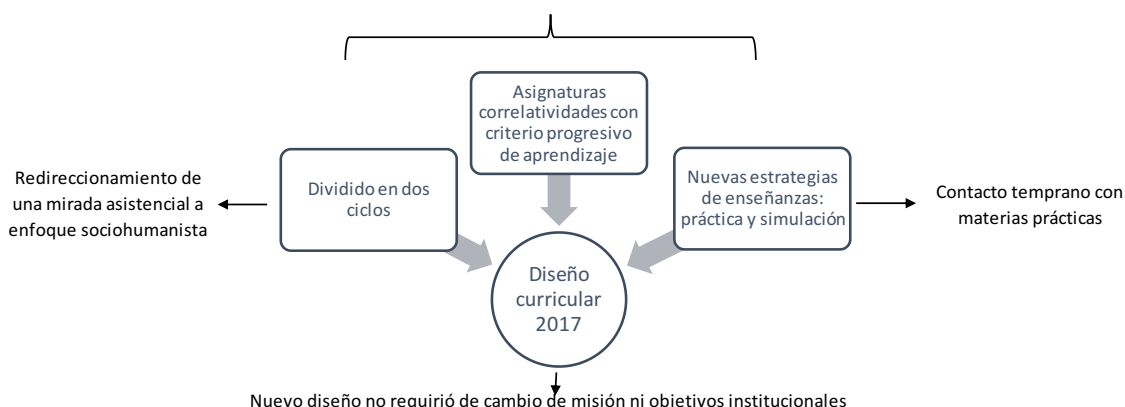 Asignaturas
correlatividades con
criterio progresivo
de aprendizaje
Redireccionamiento de
una mirada asistencial a
enfoque sociohumanista
Dividido en dos
ciclos
Nuevas estrategias
de enseñanzas:
práctica y simulación
Contacto temprano con
materias prácticas
Diseño
curricular
2017
Nuevo diseño no requirió de cambio de misión ni objetivos institucionales